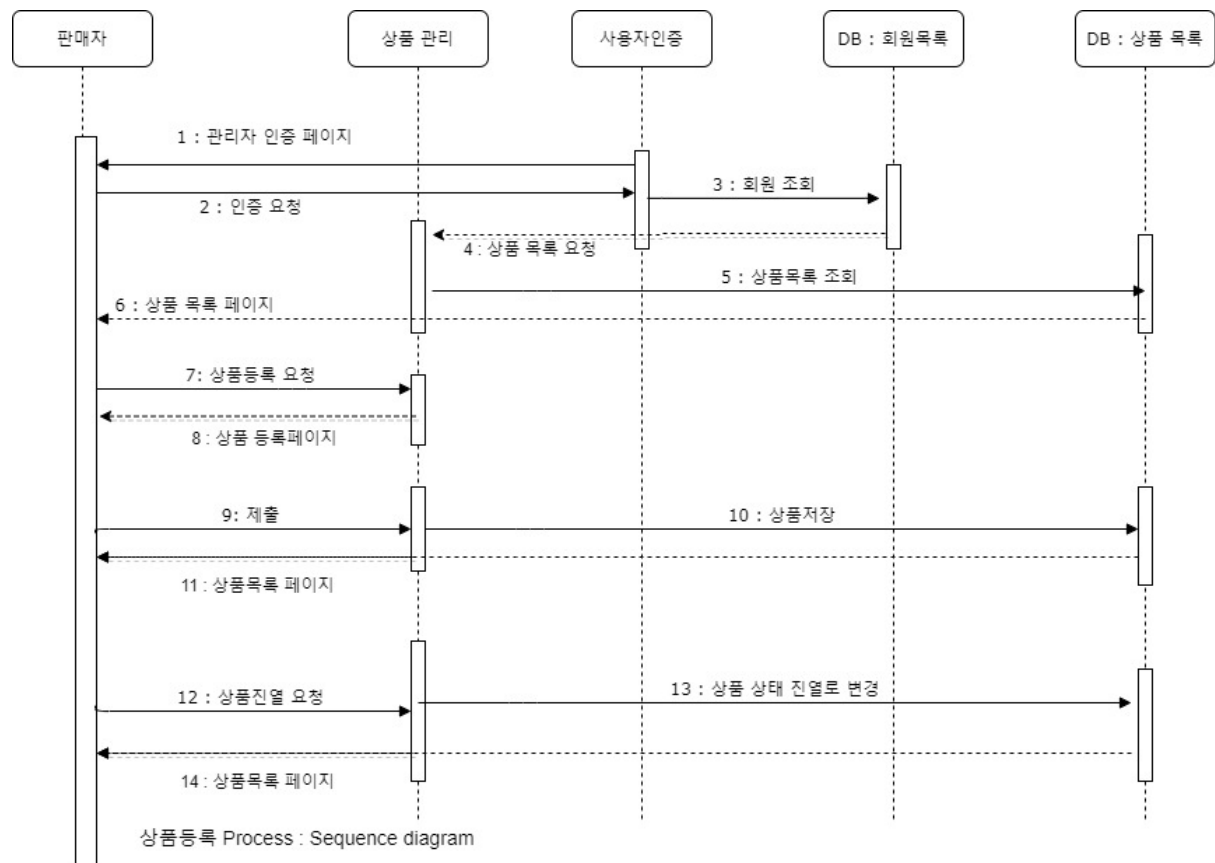 판매자
상품 관리
사용자인증
DB : 회원목록
DB : 상품 목록
1 : 관리자 인증 페이지
2 : 인증 요청
3 : 회원 조회
4 : 상품 목록 요청
5 : 상품목록 조회
6 : 상품 목록 페이지
7: 상품등록 요청
8 : 상품 등록페이지
9: 제출
10 : 상품저장
11 : 상품목록 페이지
12 : 상품진열 요청
13 : 상품 상태 진열로 변경
14 : 상품목록 페이지
상품등록 Process : Sequence diagram